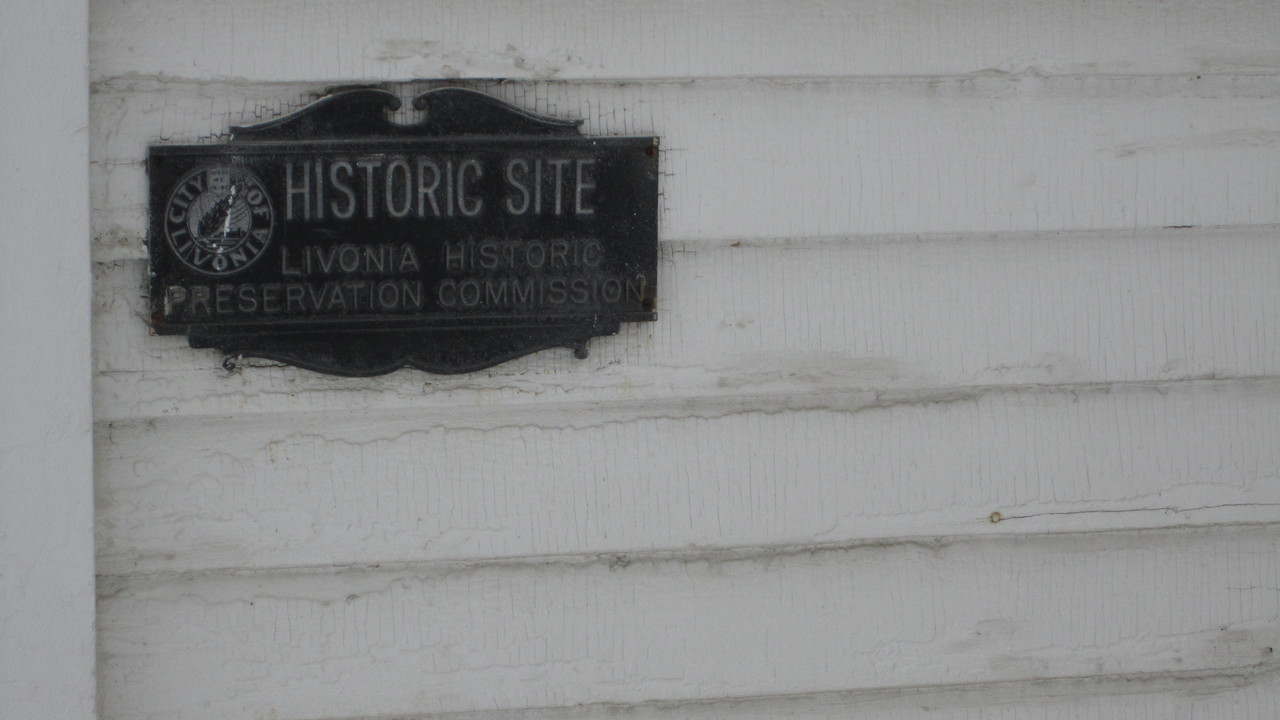 CITY OF
LIVONIA
HISTORIC SITE
LIVONIA HISTORIC
PRESERVATION COMMISSION